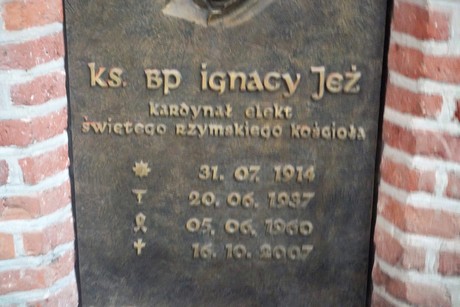 ks. bp ignacy Jeż
kardynał elekt
świętego rzymskiego kościoła
31. 07. 1914
20. 06. 1937
05. 06. 1960
16. 10. 2007